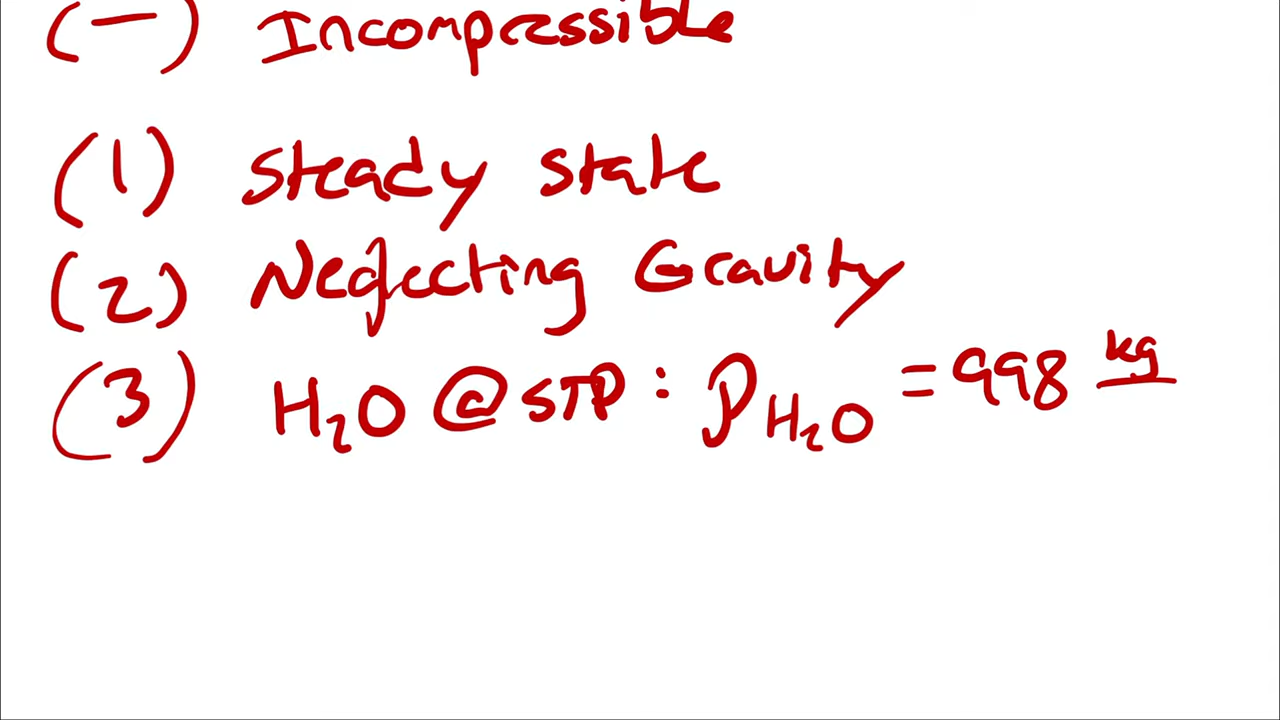 (-) Incompressible
(1) Steady state
(2) Neglecting Gravity
(3) H₂O @ STP : ρH₂O = 998 kg